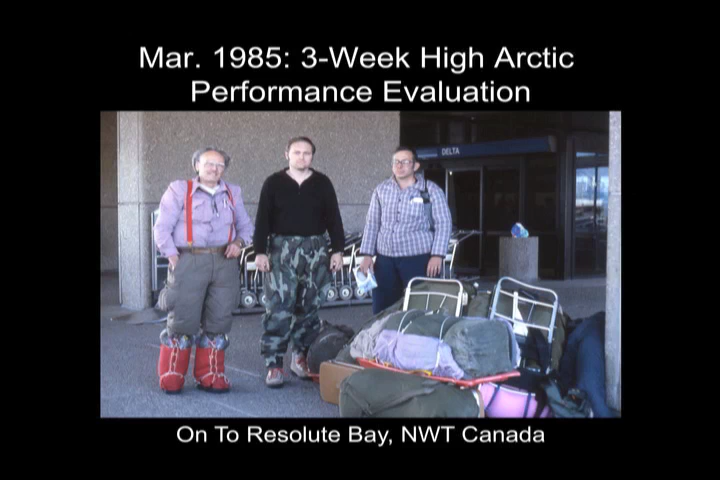 Mar. 1985: 3-Week High Arctic
Performance Evaluation
DELTA
On To Resolute Bay, NWT Canada